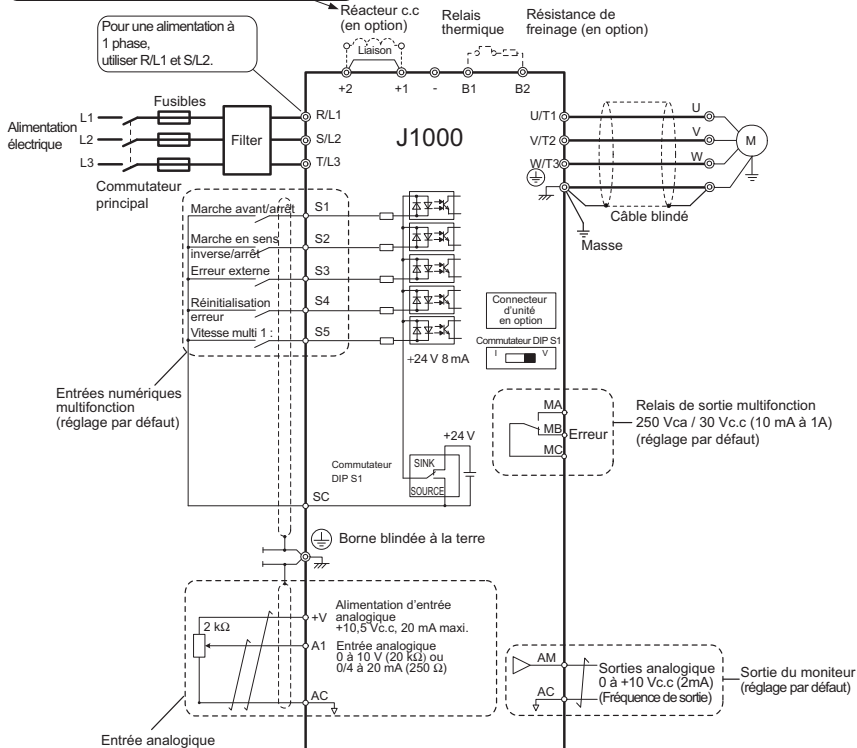 Réacteur c.c
(en option)
Relais
thermique
Résistance de
freinage (en option)
Pour une alimentation à
1 phase,
utiliser R/L1 et S/L2.
Liaison
+2
+1
-
B1
B2
Fusibles
L1
L2
L3
Alimentation
électrique
Filter
R/L1
S/L2
T/L3
J1000
U/T1
V/T2
W/T3
U
V
W
M
Commutateur
principal
Câble blindé
Masse
Marche avant/arrêt
S1
Marche en sens
inverse/arrêt
S2
Erreur externe
S3
Réinitialisation
erreur
S4
Vitesse multi 1 :
S5
+24 V 8 mA
Connecteur
d'unité
en option
Commutateur DIP S1
I
V
Entrées numériques
multifonction
(réglage par défaut)
MA
MB
MC
Erreur
Relais de sortie multifonction
250 Vca / 30 Vc.c (10 mA à 1A)
(réglage par défaut)
+24 V
Commutateur
DIP S1
SINK
SOURCE
SC
Borne blindée à la terre
2 kΩ
+V
Alimentation d'entrée
analogique
+10,5 Vc.c, 20 mA maxi.
A1
Entrée analogique
0 à 10 V (20 kΩ) ou
0/4 à 20 mA (250 Ω)
AC
Entrée analogique
AM
AC
Sorties analogique
0 à +10 Vc.c (2mA)
(Fréquence de sortie)
Sortie du moniteur
(réglage par défaut)